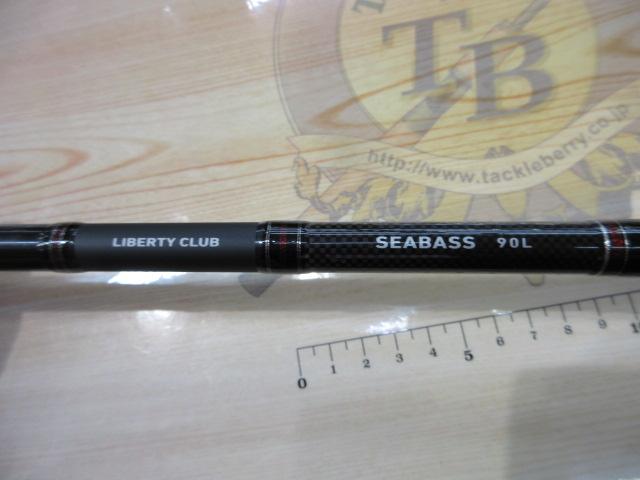 TB
http://www.tackleberry.co.jp
LIBERTY CLUB
SEABASS 90L
0 1 2 3 4 5 6 7 8 9